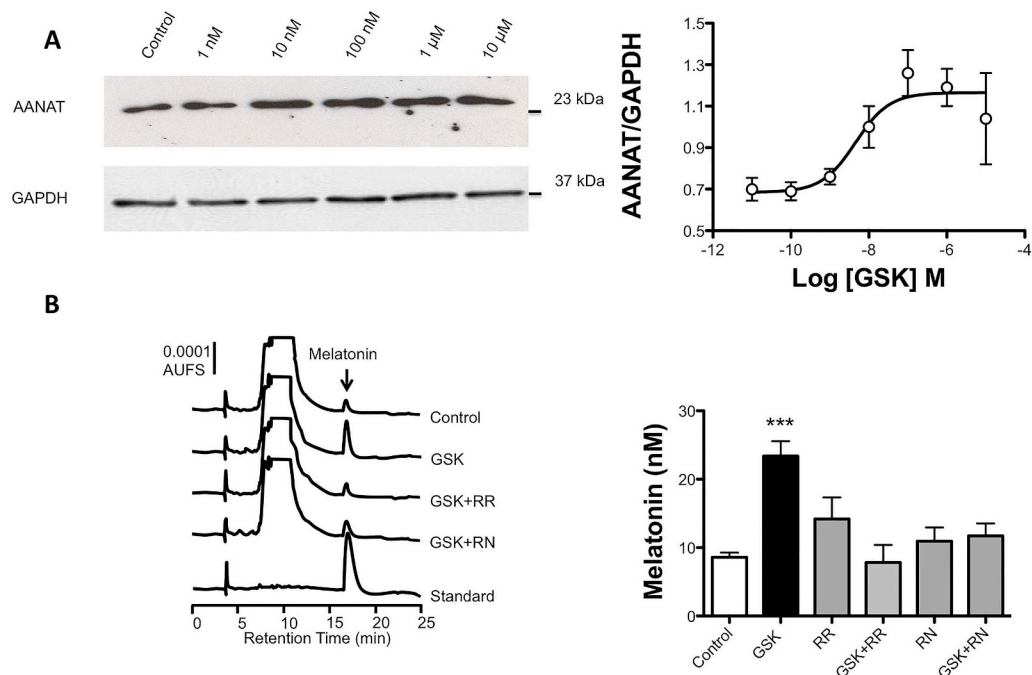 A
Control
1 nM
10 nM
100 nM
1 µM
10 µM
AANAT
23 kDa
GAPDH
37 kDa
AANAT/GAPDH
1.5
1.3
1.1
0.9
0.7
0.5
-12
-10
-8
-6
-4
Log [GSK] M
B
0.0001
AUFS
Melatonin
Control
GSK
GSK+RR
GSK+RN
Standard
0
5
10
15
20
25
Retention Time (min)
Melatonin (nM)
30
20
10
0
***
Control
GSK
RR
GSK+RR
RN
GSK+RN